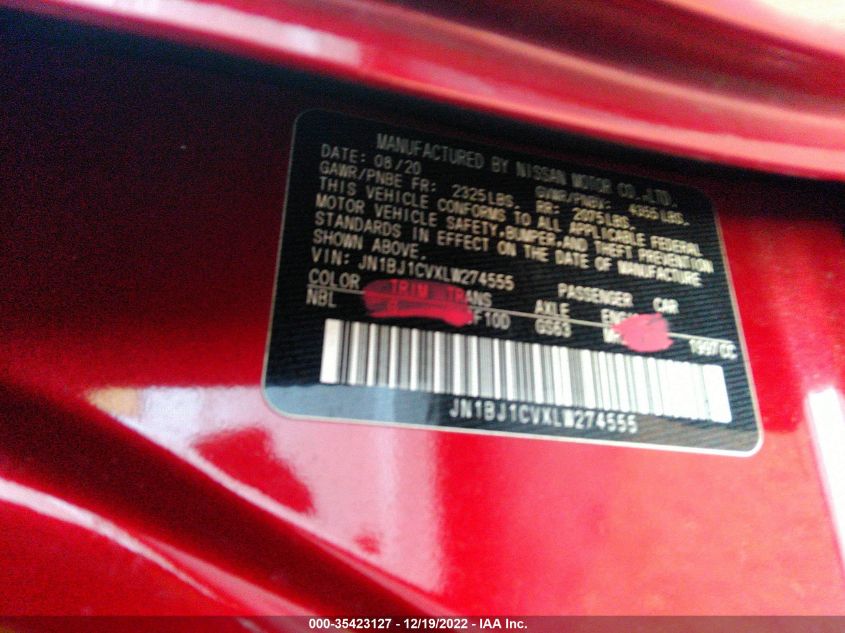 MANUFACTURED BY NISSAN MOTOR CO.,LTD.
DATE: 08/20
GAWR/PNBE FR: 2325LBS. GVWR/PNBV: 4355LBS.
RR: 2075LBS.
THIS VEHICLE CONFORMS TO ALL APPLICABLE FEDERAL
MOTOR VEHICLE SAFETY,BUMPER,AND THEFT PREVENTION
STANDARDS IN EFFECT ON THE DATE OF MANUFACTURE
SHOWN ABOVE.
VIN: JN1BJ1CVXLW274555 PASSENGER CAR
COLOR TRIM TRANS AXLE
NBL F10D GS63 1997CC
JN1BJ1CVXLW274555
000-35423127 - 12/19/2022 - IAA Inc.